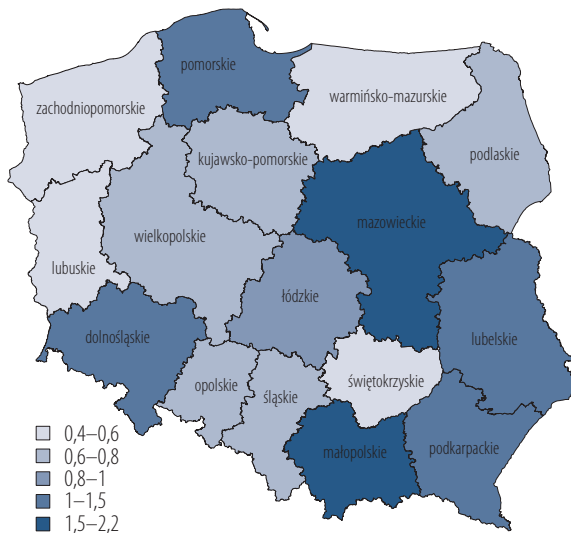 pomorskie
warmińsko-mazurskie
zachodniopomorskie
podlaskie
kujawsko-pomorskie
mazowieckie
wielkopolskie
lubuskie
łódzkie
dolnośląskie
lubelskie
opolskie
śląskie
świętokrzyskie
małopolskie
podkarpackie
0,4–0,6
0,6–0,8
0,8–1
1–1,5
1,5–2,2